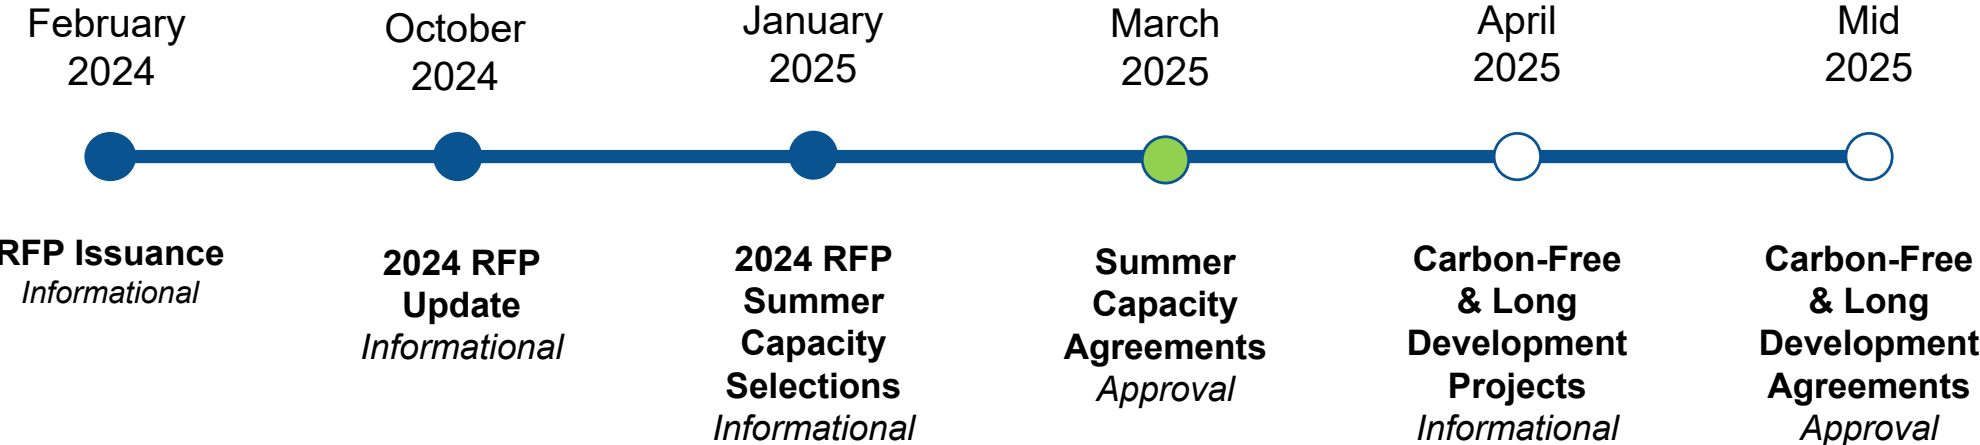 February
2024
October
2024
January
2025
March
2025
April
2025
Mid
2025
RFP Issuance
Informational
2024 RFP
Update
Informational
2024 RFP
Summer
Capacity
Selections
Informational
Summer
Capacity
Agreements
Approval
Carbon-Free
& Long
Development
Projects
Informational
Carbon-Free
& Long
Development
Agreements
Approval